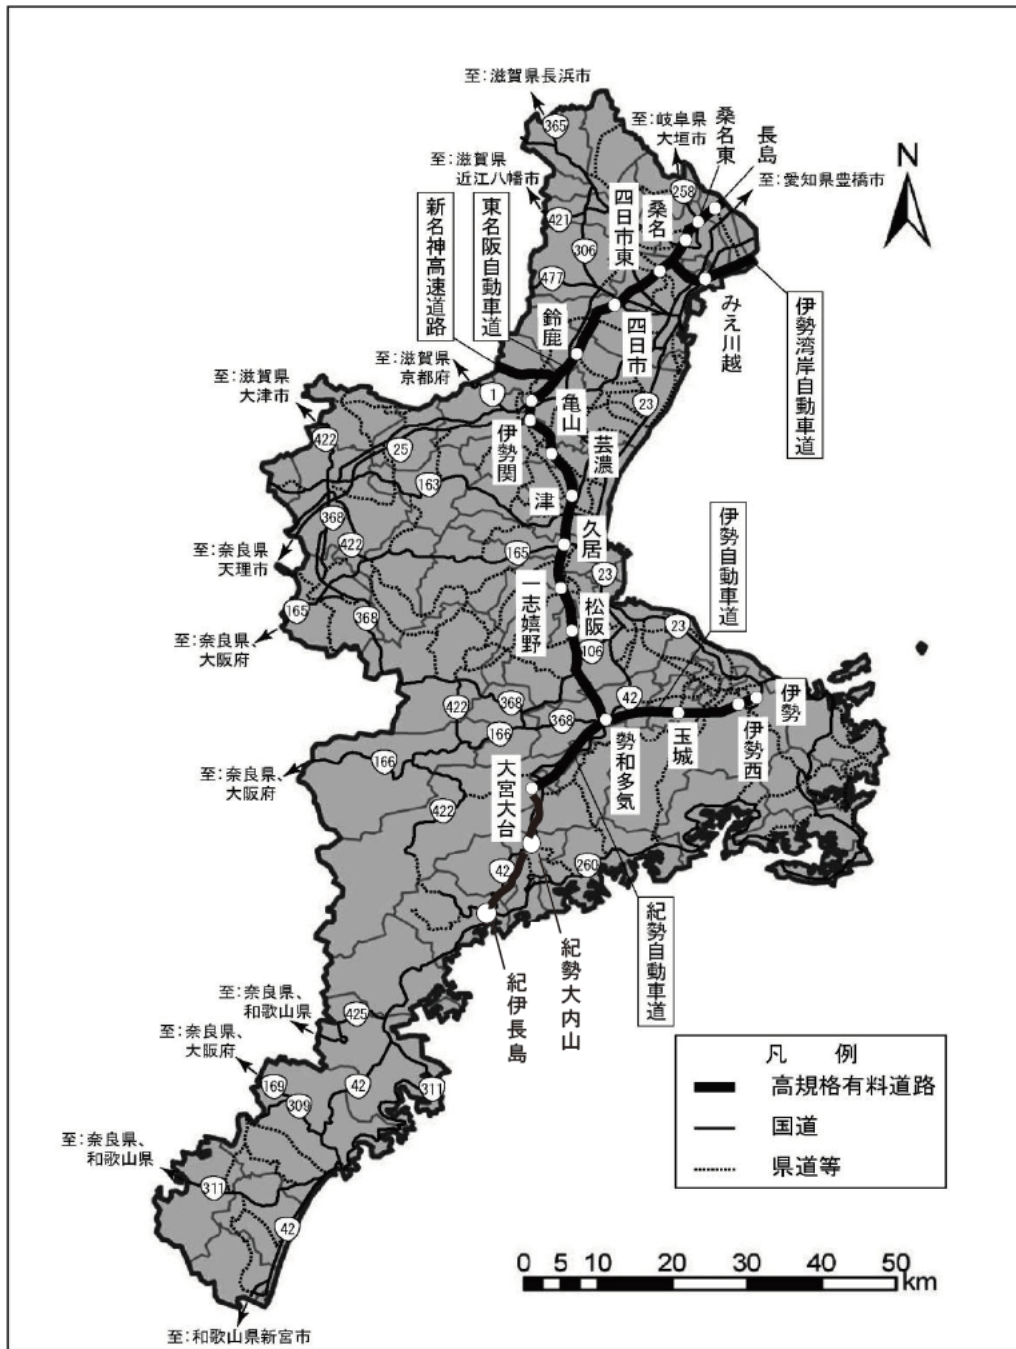 至:滋賀県長浜市
365
至:岐阜県
大垣市
桑名東
長島
N
至:滋賀県
近江八幡市
258
至:愛知県豊橋市
421
四日市東
桑名
新名神高速道路
東名阪自動車道
306
477
鈴鹿
四日市
みえ川越
伊勢湾岸自動車道
至:滋賀県
京都府
至:滋賀県
大津市
1
亀山
23
422
25
伊勢関
芸濃
163
津
368
422
久居
伊勢自動車道
至:奈良県
天理市
165
23
一志嬉野
松阪
165
368
至:奈良県、
大阪府
23
106
422
368
42
368
伊勢
166
伊勢西
玉城
勢和多気
166
至:奈良県、
大阪府
大宮大台
422
42
260
紀勢自動車道
紀勢大内山
紀伊長島
至:奈良県、
和歌山県
425
至:奈良県、
大阪府
169
309
42
311
至:奈良県、
和歌山県
311
42
至:和歌山県新宮市
凡 例
高規格有料道路
国道
県道等
0 5 10 20 30 40 50
km